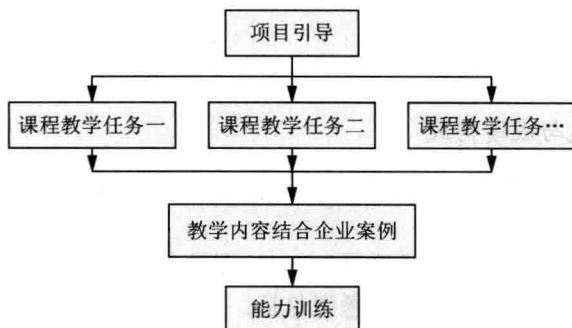 项目引导
课程教学任务一
课程教学任务二
课程教学任务…
教学内容结合企业案例
能力训练